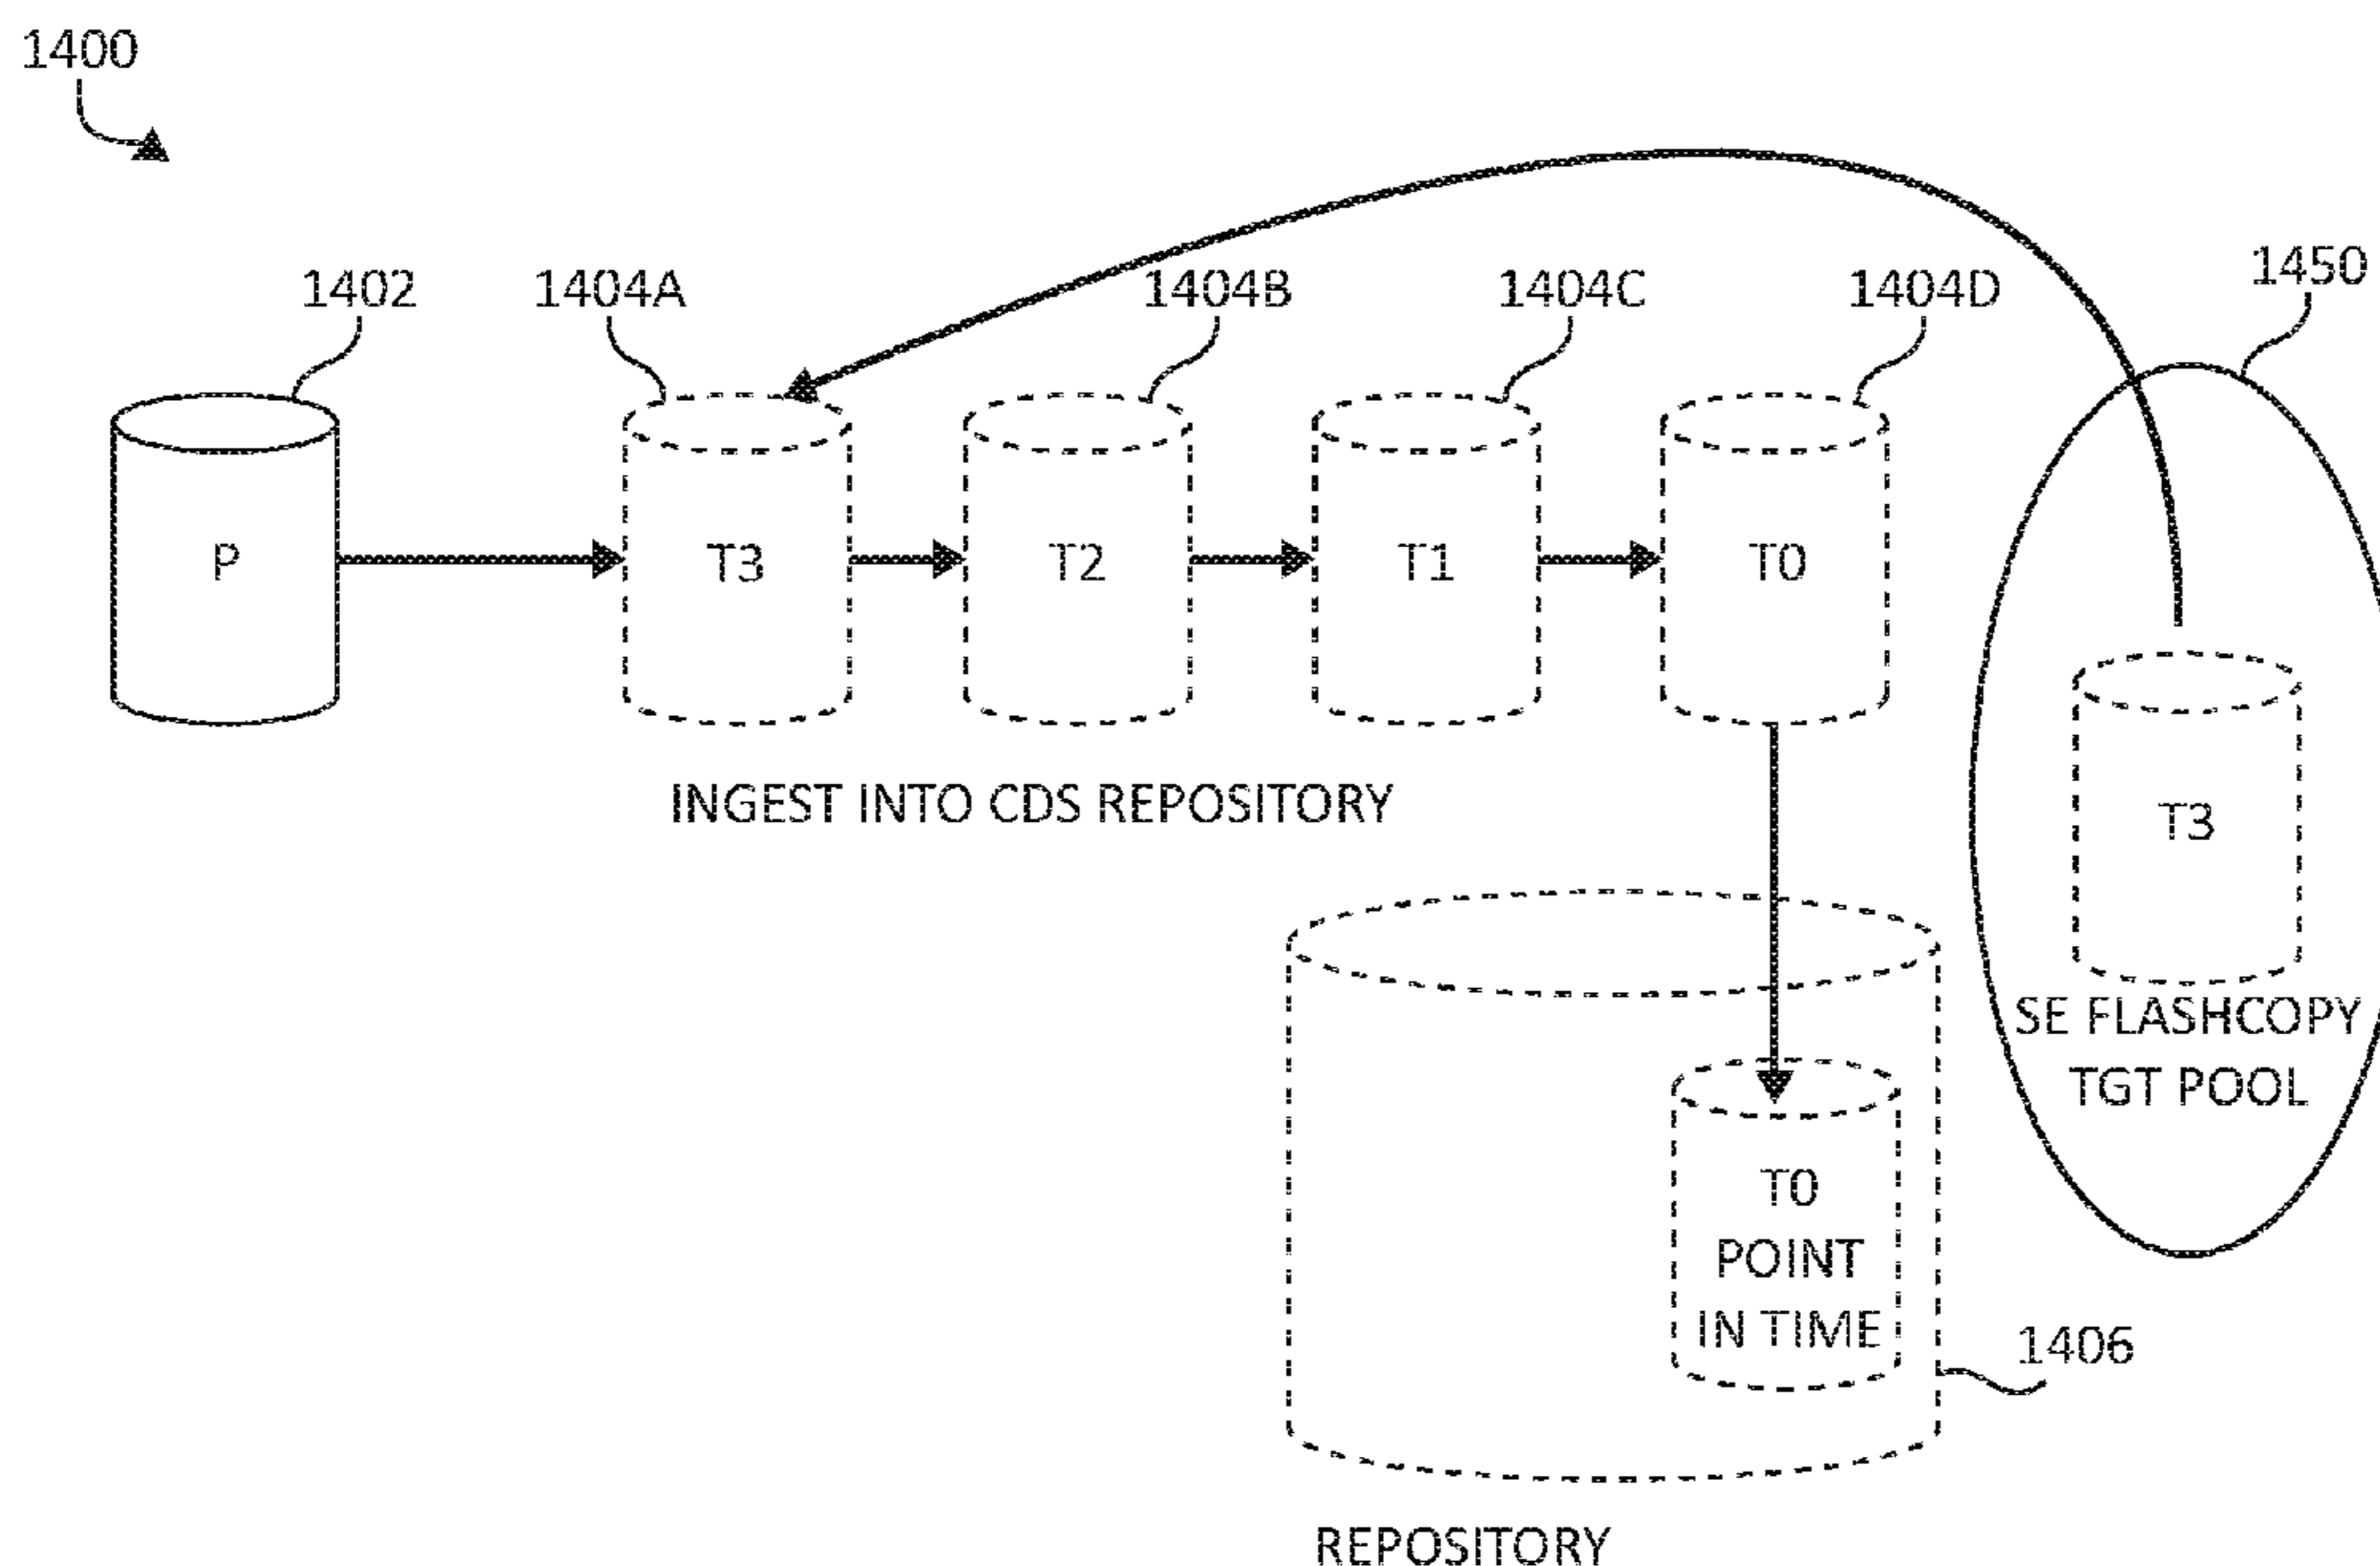 1400
1402
1404A
1404B
1404C
1404D
1450
P
T3
T2
T1
T0
INGEST INTO CDS REPOSITORY
T3
SE FLASHCOPY
TGT POOL
T0
POINT
IN TIME
1406
REPOSITORY